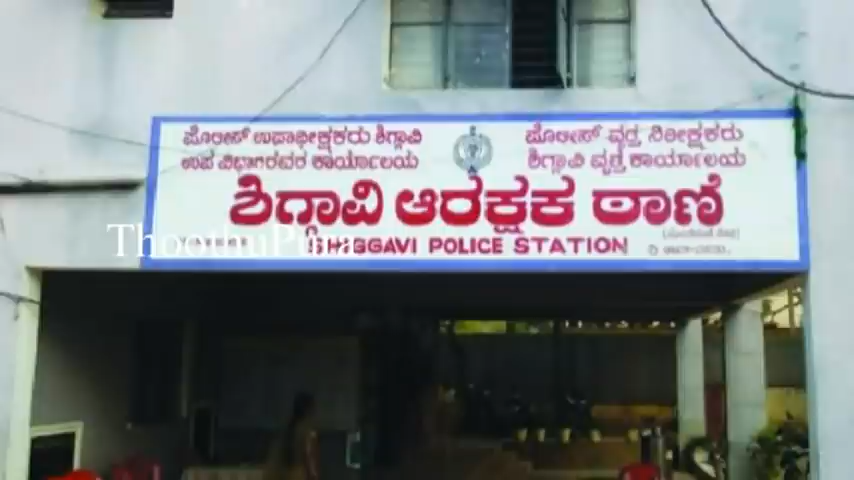 ಪೊಲೀಸ್ ಉಪಾಧೀಕ್ಷಕರು ಶಿಗ್ಗಾವಿ
ಉಪ ವಿಭಾಗರವರ ಕಾರ್ಯಾಲಯ
ಪೊಲೀಸ್ ವೃತ್ತ ನಿರೀಕ್ಷಕರು
ಶಿಗ್ಗಾವಿ ವೃತ್ತ ಕಾರ್ಯಾಲಯ
ಶಿಗ್ಗಾವಿ ಆರಕ್ಷಕ ಠಾಣೆ
SHIGGAVI POLICE STATION